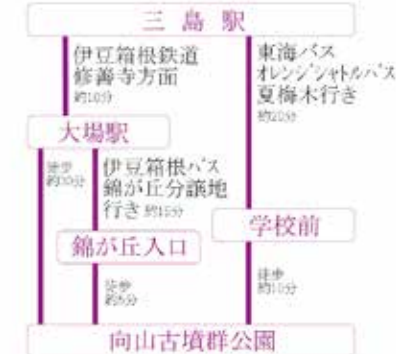 三島駅
伊豆箱根鉄道
修善寺方面
約10分
東海バス
オレンジシャトルバス
夏梅木行き
約20分
大場駅
徒歩
伊豆箱根バス
錦が丘分譲地
行き 約15分
学校前
錦が丘入口
徒歩
約5分
徒歩
約10分
向山古墳群公園